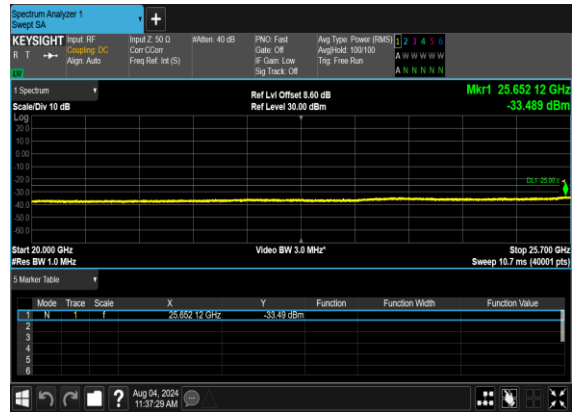 Spectrum Analyzer 1
Swept SA
+
KEYSIGHT
R T
Input: RF
Coupling: DC
Align: Auto
Input Z: 50 Ω
Corr CCorr
Freq Ref: Int (S)
#Atten: 40 dB
PNO: Fast
Gate: Off
IF Gain: Low
Sig Track: Off
Avg Type: Power (RMS)
Avg|Hold: 100/100
Trig: Free Run
1 2 3 4 5 6
A W W W W W
A N N N N N
1 Spectrum
Scale/Div 10 dB
Ref Lvl Offset 8.60 dB
Ref Level 30.00 dBm
Mkr1 25.652 12 GHz
-33.489 dBm
Log
20.0
10.0
0.00
-10.0
-20.0
-30.0
-40.0
-50.0
-60.0
Start 20.000 GHz
#Res BW 1.0 MHz
Video BW 3.0 MHz*
Stop 25.700 GHz
Sweep 10.7 ms (40001 pts)
5 Marker Table
Mode Trace Scale X Y Function Function Width Function Value
1 N 1 f 25.652 12 GHz -33.49 dBm
2
3
4
5
6
?
Aug 04, 2024
11:37:29 AM